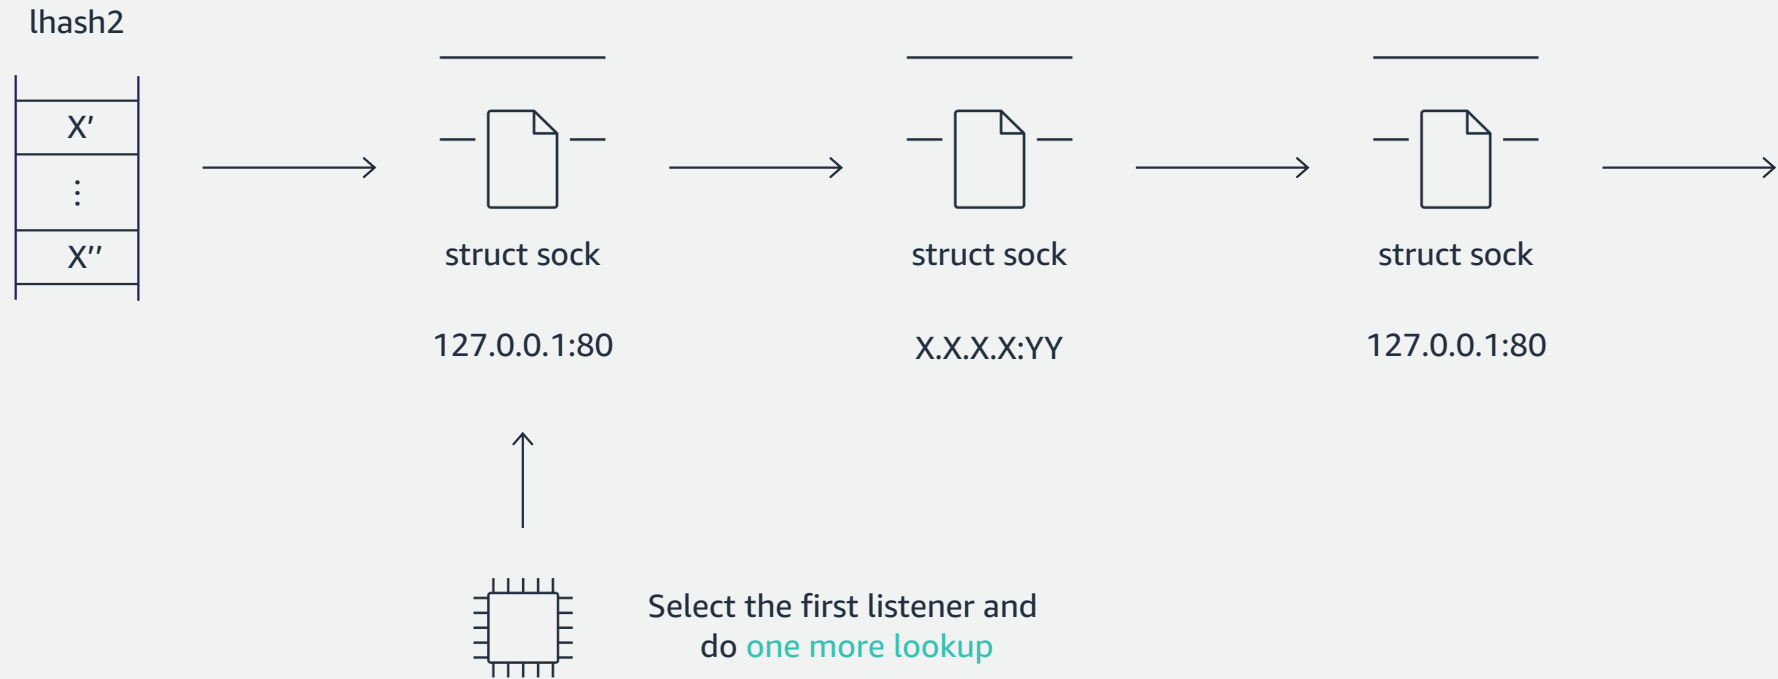 lhash2
X'
⋮
X''
struct sock
struct sock
struct sock
127.0.0.1:80
X.X.X.X:YY
127.0.0.1:80
Select the first listener and
do one more lookup